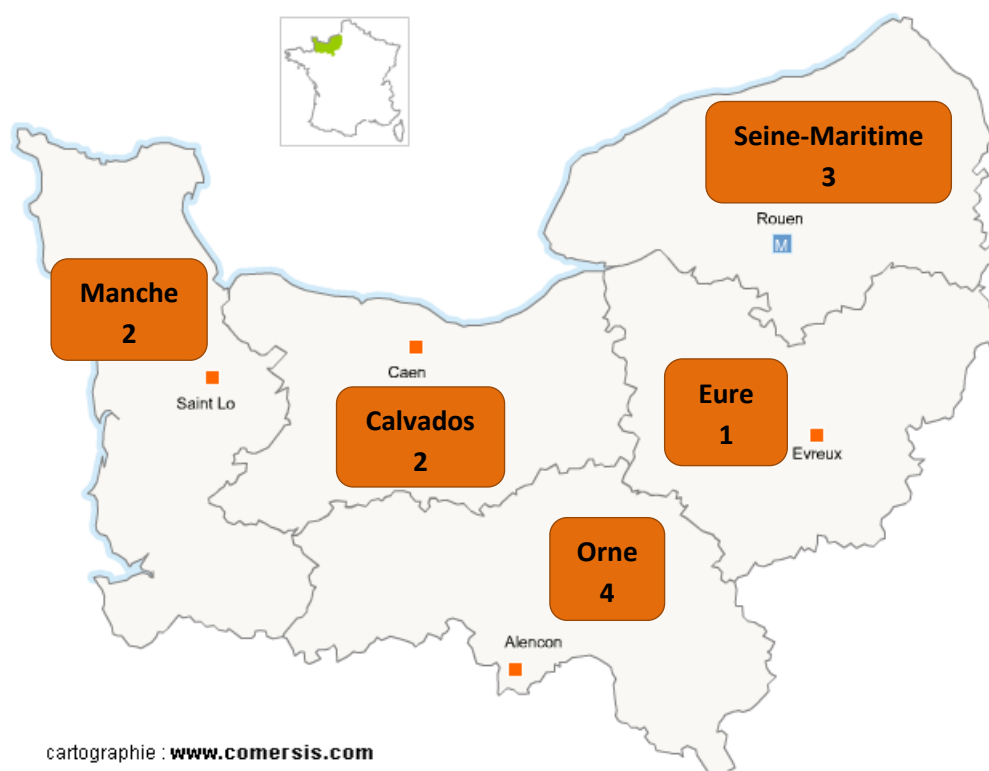 Seine-Maritime
3
Rouen
M
Manche
2
Saint Lo
Caen
Calvados
2
Eure
1
Evreux
Orne
4
Alencon
cartographie : www.comersis.com